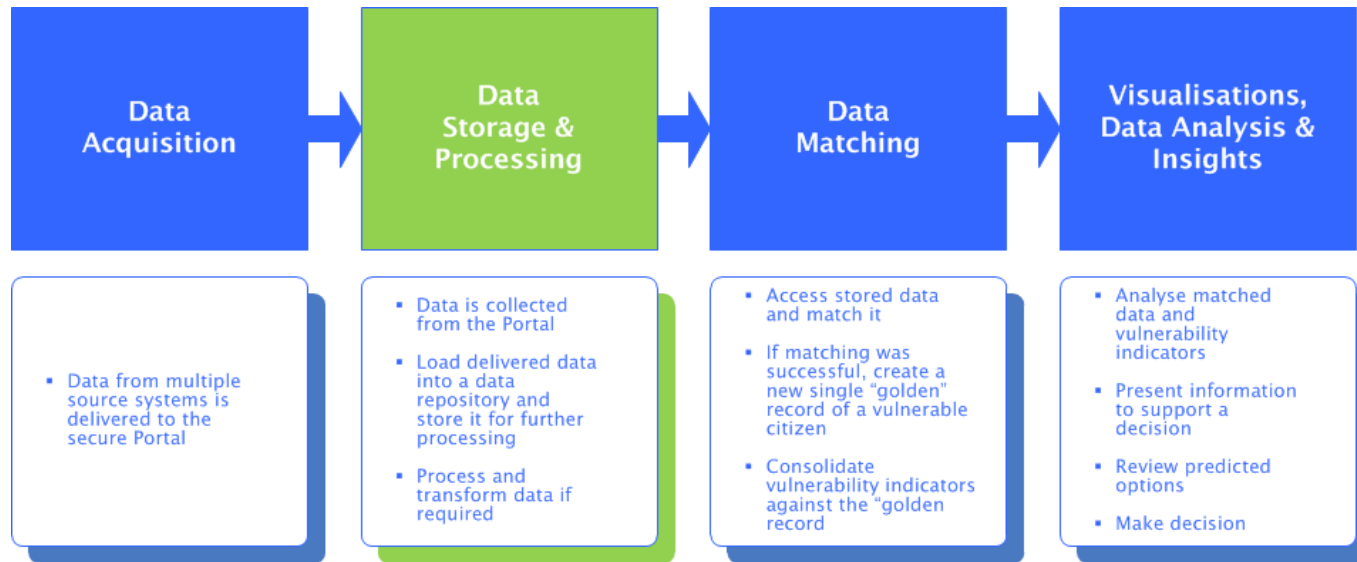 Data
Acquisition
Data
Storage &
Processing
Data
Matching
Visualisations,
Data Analysis &
Insights
▪ Data from multiple
source systems is
delivered to the
secure Portal
▪ Data is collected
from the Portal
▪ Load delivered data
into a data
repository and
store it for further
processing
▪ Process and
transform data if
required
▪ Access stored data
and match it
▪ If matching was
successful, create a
new single “golden”
record of a vulnerable
citizen
▪ Consolidate
vulnerability indicators
against the “golden
record
▪ Analyse matched
data and
vulnerability
indicators
▪ Present information
to support a
decision
▪ Review predicted
options
▪ Make decision